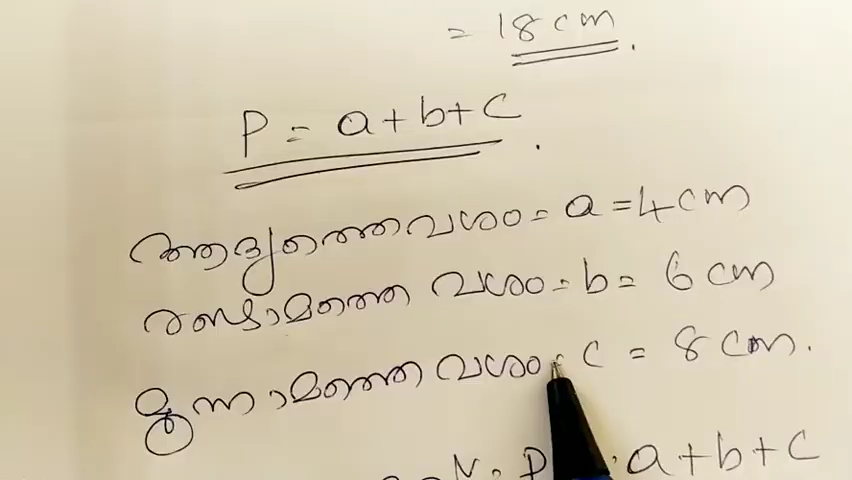 = 18 cm.
P = a+b+c.
ആദ്യത്തെ വശം = a = 4 cm
രണ്ടാമത്തെ വശം = b = 6 cm
മൂന്നാമത്തെ വശം = c = 8 cm.
P a+b+c